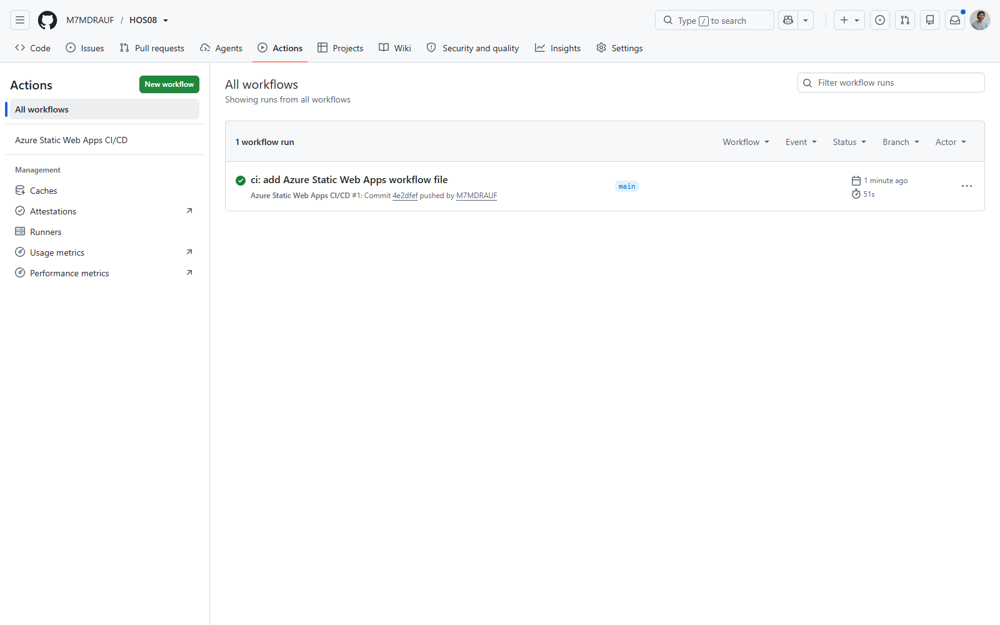 M7MDRAUF / HOS08
Type / to search
Code
Issues
Pull requests
Agents
Actions
Projects
Wiki
Security and quality
Insights
Settings
Actions
New workflow
All workflows
Azure Static Web Apps CI/CD
Management
Caches
Attestations
Runners
Usage metrics
Performance metrics
All workflows
Showing runs from all workflows
Filter workflow runs
1 workflow run
Workflow
Event
Status
Branch
Actor
ci: add Azure Static Web Apps workflow file
Azure Static Web Apps CI/CD #1: Commit 4e2dfef pushed by M7MDRAUF
main
1 minute ago
51s